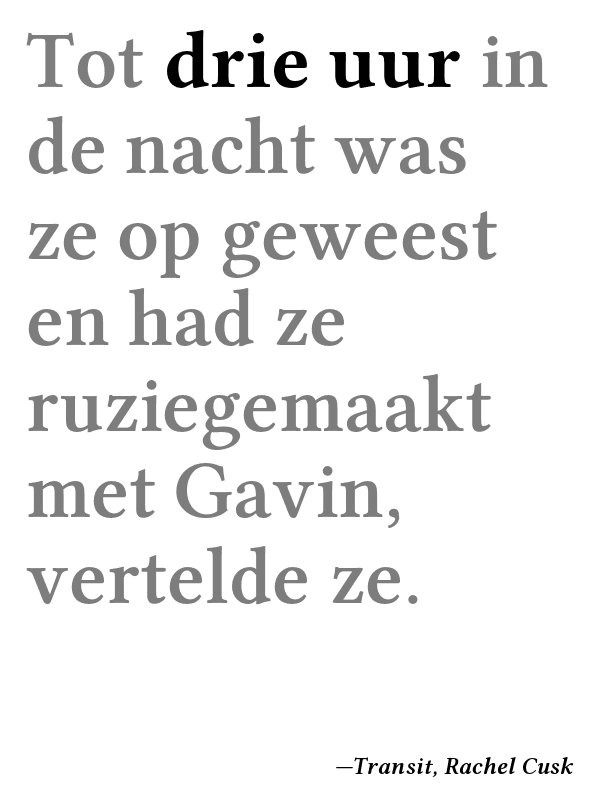 Tot drie uur in
de nacht was
ze op geweest
en had ze
ruziegemaakt
met Gavin,
vertelde ze.
—Transit, Rachel Cusk